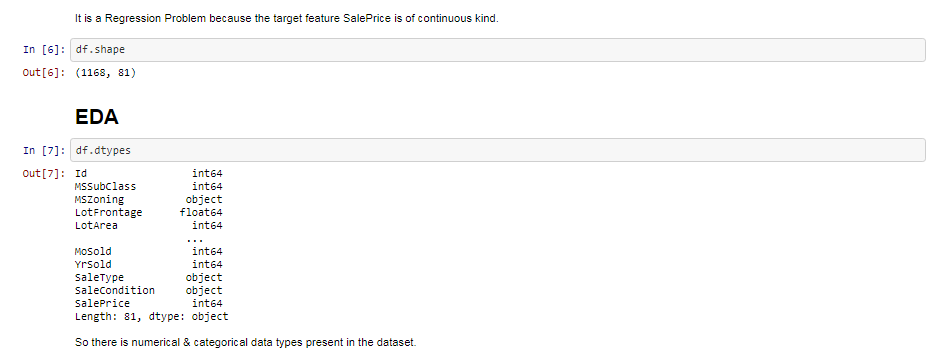 It is a Regression Problem because the target feature SalePrice is of continuous kind.
In [6]: df.shape
Out[6]: (1168, 81)
EDA
In [7]: df.dtypes
Out[7]: Id int64
MSSubClass int64
MSZoning object
LotFrontage float64
LotArea int64
...
MoSold int64
YrSold int64
SaleType object
SaleCondition object
SalePrice int64
Length: 81, dtype: object
So there is numerical & categorical data types present in the dataset.